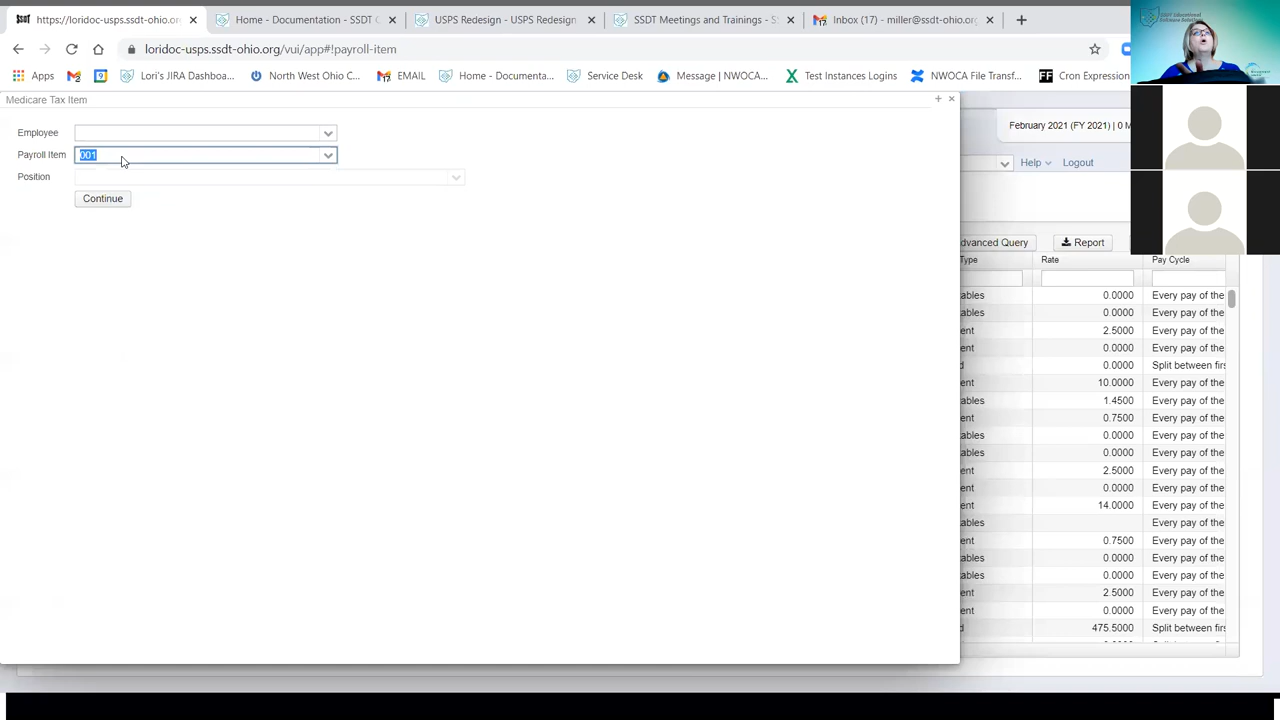 https://loridoc-usps.ssdt-ohio.org/
Home - Documentation - SSDT C
USPS Redesign - USPS Redesign
SSDT Meetings and Trainings - S
Inbox (17) - miller@ssdt-ohio.org
loridoc-usps.ssdt-ohio.org/vui/app#!payroll-item
Apps
Lori's JIRA Dashboa...
North West Ohio C...
EMAIL
Home - Documenta...
Service Desk
Message | NWOCA...
Test Instances Logins
NWOCA File Transf...
Cron Expression
Medicare Tax Item
Employee
Payroll Item 001
Position
Continue
February 2021 (FY 2021) | 0 M
Help
Logout
dvanced Query
Report
Type Rate Pay Cycle
ables 0.0000 Every pay of the
ables 0.0000 Every pay of the
ent 2.5000 Every pay of the
ent 0.0000 Every pay of the
d 0.0000 Split between firs
ent 10.0000 Every pay of the
ables 1.4500 Every pay of the
ent 0.7500 Every pay of the
ables 0.0000 Every pay of the
ables 0.0000 Every pay of the
ent 2.5000 Every pay of the
ent 0.0000 Every pay of the
ent 14.0000 Every pay of the
ables Every pay of the
ent 0.7500 Every pay of the
ables 0.0000 Every pay of the
ables 0.0000 Every pay of the
ent 2.5000 Every pay of the
ent 0.0000 Every pay of the
d 475.5000 Split between firs